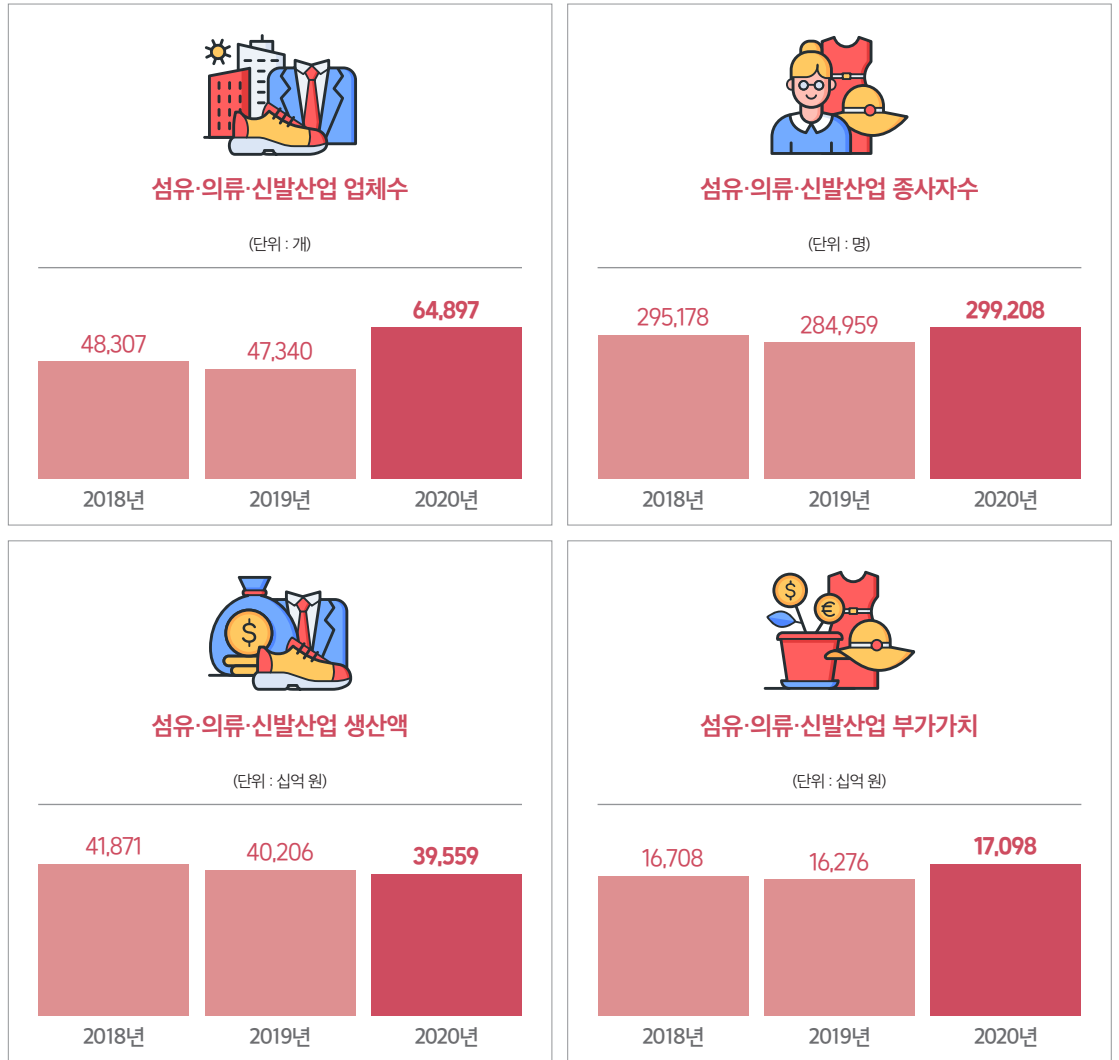 섬유·의류·신발산업 업체수
(단위 : 개)
48,307
47,340
64,897
2018년
2019년
2020년
섬유·의류·신발산업 종사자수
(단위 : 명)
295,178
284,959
299,208
2018년
2019년
2020년
$
섬유·의류·신발산업 생산액
(단위 : 십억 원)
41,871
40,206
39,559
2018년
2019년
2020년
$
€
섬유·의류·신발산업 부가가치
(단위 : 십억 원)
16,708
16,276
17,098
2018년
2019년
2020년